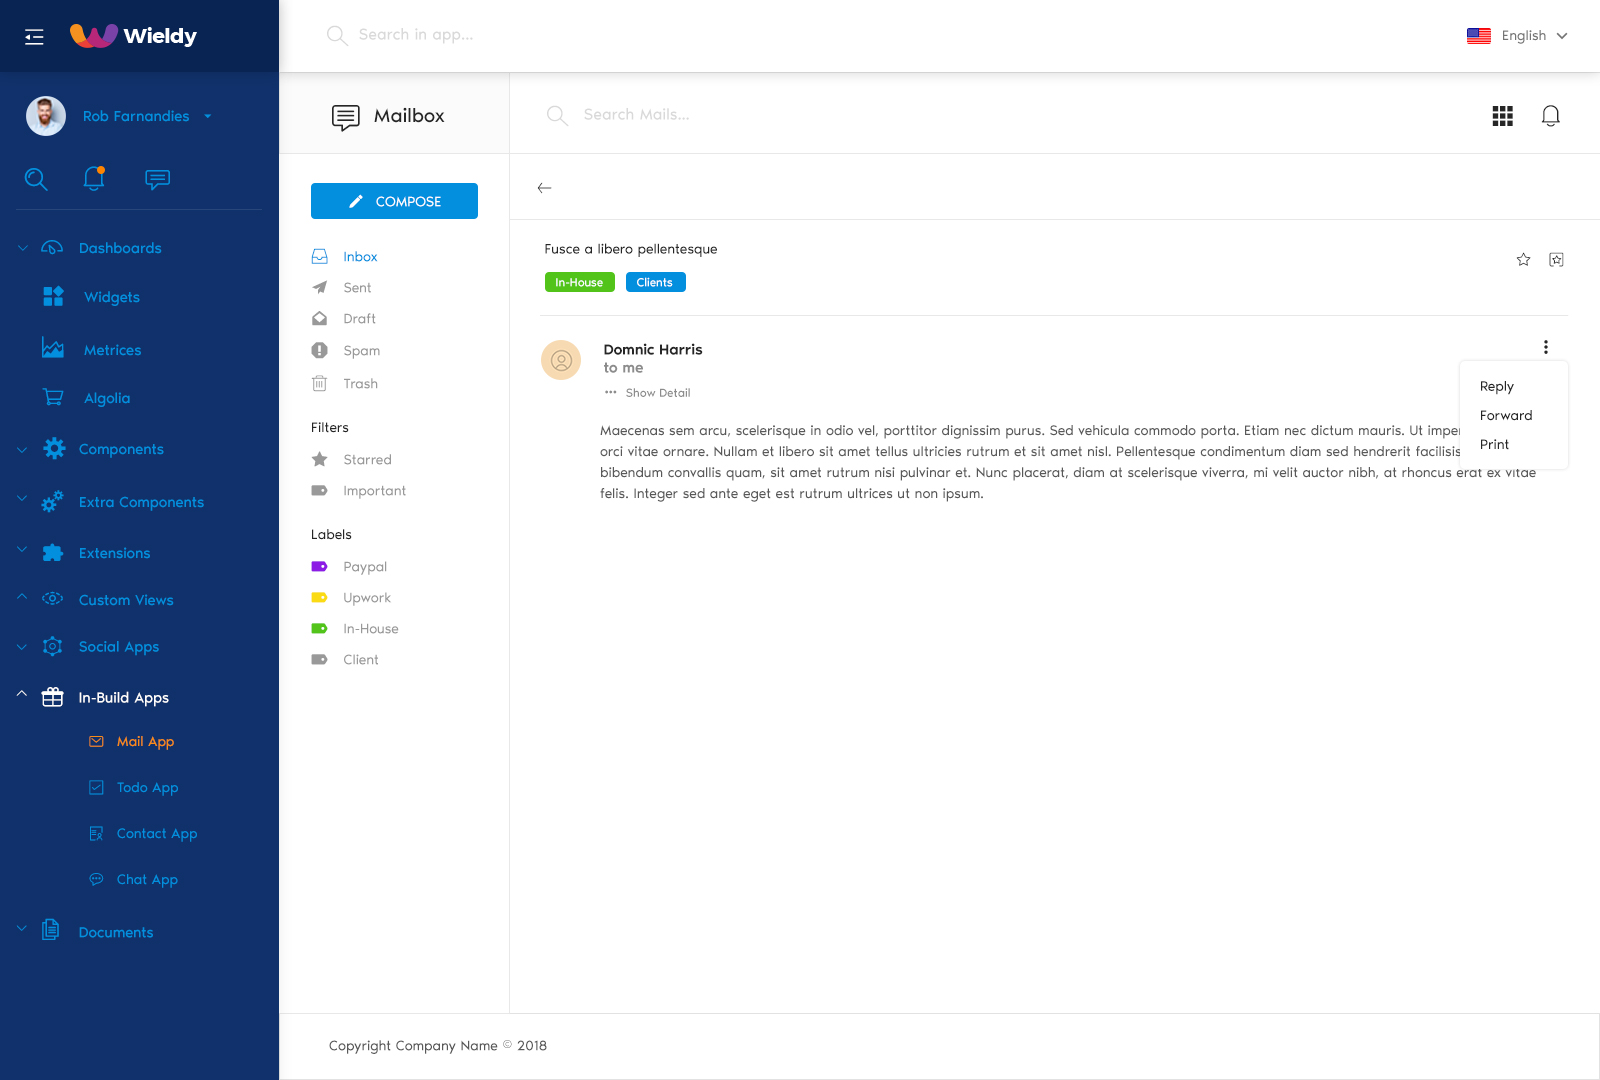 Wieldy
Search in app...
English
Rob Farnandies
Mailbox
Search Mails...
Dashboards
Widgets
Metrices
Algolia
Components
Extra Components
Extensions
Custom Views
Social Apps
In-Build Apps
Mail App
Todo App
Contact App
Chat App
Documents
COMPOSE
Inbox
Sent
Draft
Spam
Trash
Filters
Starred
Important
Labels
Paypal
Upwork
In-House
Client
Fusce a libero pellentesque
In-House Clients
Domnic Harris
to me
Show Detail
Reply
Forward
Print
Maecenas sem arcu, scelerisque in odio vel, porttitor dignissim purus. Sed vehicula commodo porta. Etiam nec dictum mauris. Ut imper
orci vitae ornare. Nullam et libero sit amet tellus ultricies rutrum et sit amet nisl. Pellentesque condimentum diam sed hendrerit facilisis
bibendum convallis quam, sit amet rutrum nisi pulvinar et. Nunc placerat, diam at scelerisque viverra, mi velit auctor nibh, at rhoncus erat ex vitae
felis. Integer sed ante eget est rutrum ultrices ut non ipsum.
Copyright Company Name © 2018